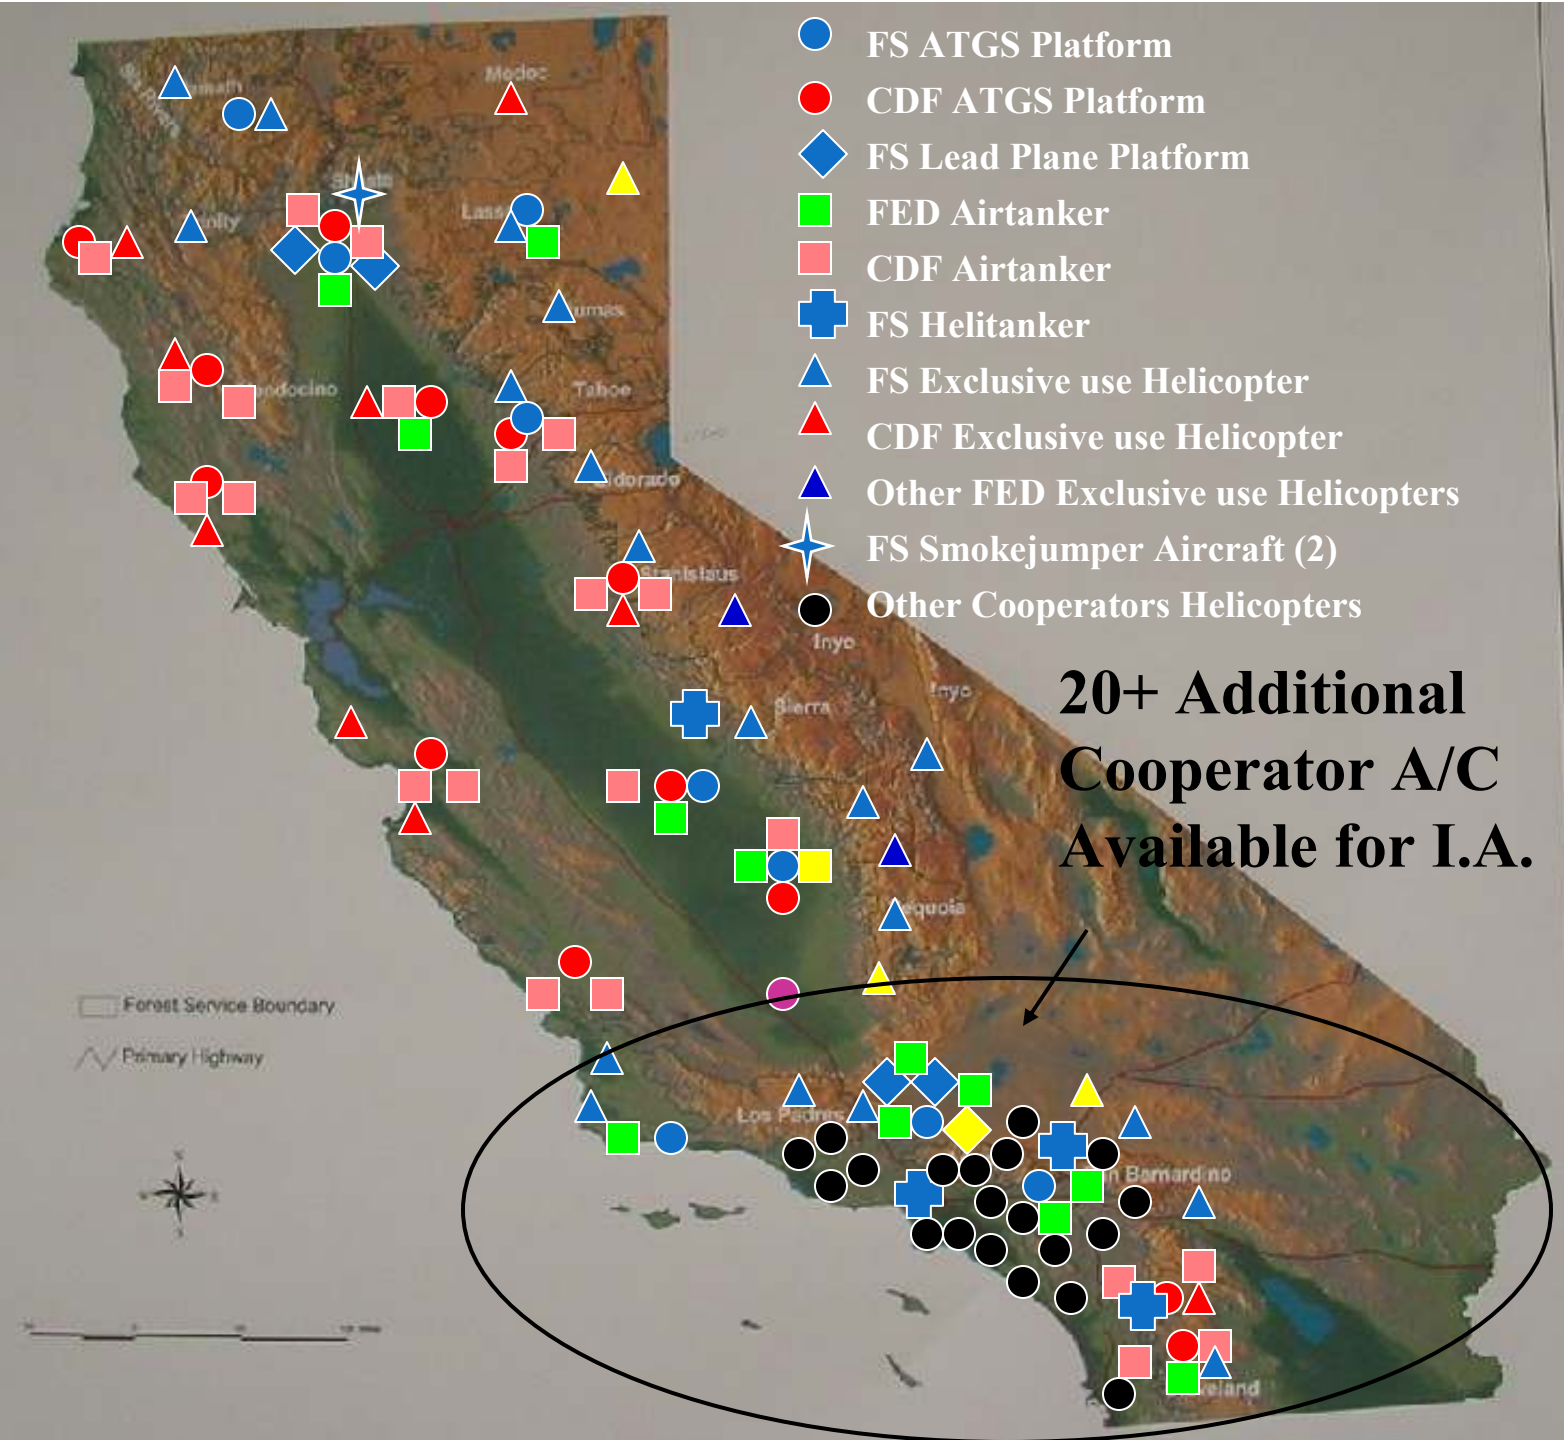 FS ATGS Platform
CDF ATGS Platform
FS Lead Plane Platform
FED Airtanker
CDF Airtanker
FS Helitanker
FS Exclusive use Helicopter
CDF Exclusive use Helicopter
Other FED Exclusive use Helicopters
FS Smokejumper Aircraft (2)
Other Cooperators Helicopters
20+ Additional
Cooperator A/C
Available for I.A.
Modoc
Shasta
Tahoe
Stanislaus
Inyo
Inyo
Sierra
Los Padres
Forest Service Boundary
Primary Highway